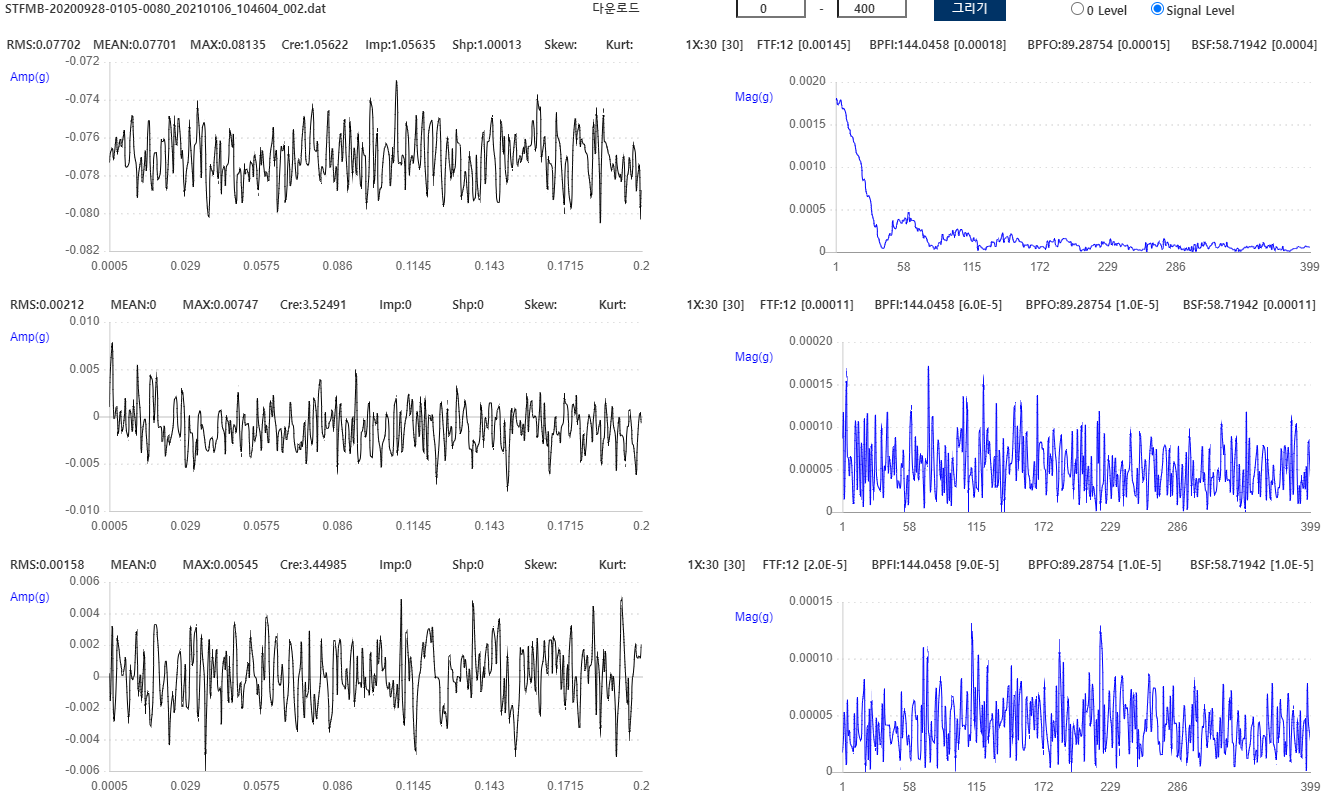 STFMB-20200928-0105-0080_20210106_104604_002.dat 다운로드 0 - 400 그리기 0 Level Signal Level
RMS:0.07702 MEAN:0.07701 MAX:0.08135 Cre:1.05622 Imp:1.05635 Shp:1.00013 Skew: Kurt: 1X:30 [30] FTF:12 [0.00145] BPFI:144.0458 [0.00018] BPFO:89.28754 [0.00015] BSF:58.71942 [0.0004]
Amp(g)
-0.072
-0.074
-0.076
-0.078
-0.080
-0.082
0.0005 0.029 0.0575 0.086 0.1145 0.143 0.1715 0.2
Mag(g)
0.0020
0.0015
0.0010
0.0005
0
1 58 115 172 229 286 399
RMS:0.00212 MEAN:0 MAX:0.00747 Cre:3.52491 Imp:0 Shp:0 Skew: Kurt: 1X:30 [30] FTF:12 [0.00011] BPFI:144.0458 [6.0E-5] BPFO:89.28754 [1.0E-5] BSF:58.71942 [0.00011]
Amp(g)
0.010
0.005
0
-0.005
-0.010
0.0005 0.029 0.0575 0.086 0.1145 0.143 0.1715 0.2
Mag(g)
0.00020
0.00015
0.00010
0.00005
0
1 58 115 172 229 286 399
RMS:0.00158 MEAN:0 MAX:0.00545 Cre:3.44985 Imp:0 Shp:0 Skew: Kurt: 1X:30 [30] FTF:12 [2.0E-5] BPFI:144.0458 [9.0E-5] BPFO:89.28754 [1.0E-5] BSF:58.71942 [1.0E-5]
Amp(g)
0.006
0.004
0.002
0
-0.002
-0.004
-0.006
0.0005 0.029 0.0575 0.086 0.1145 0.143 0.1715 0.2
Mag(g)
0.00015
0.00010
0.00005
0
1 58 115 172 229 286 399